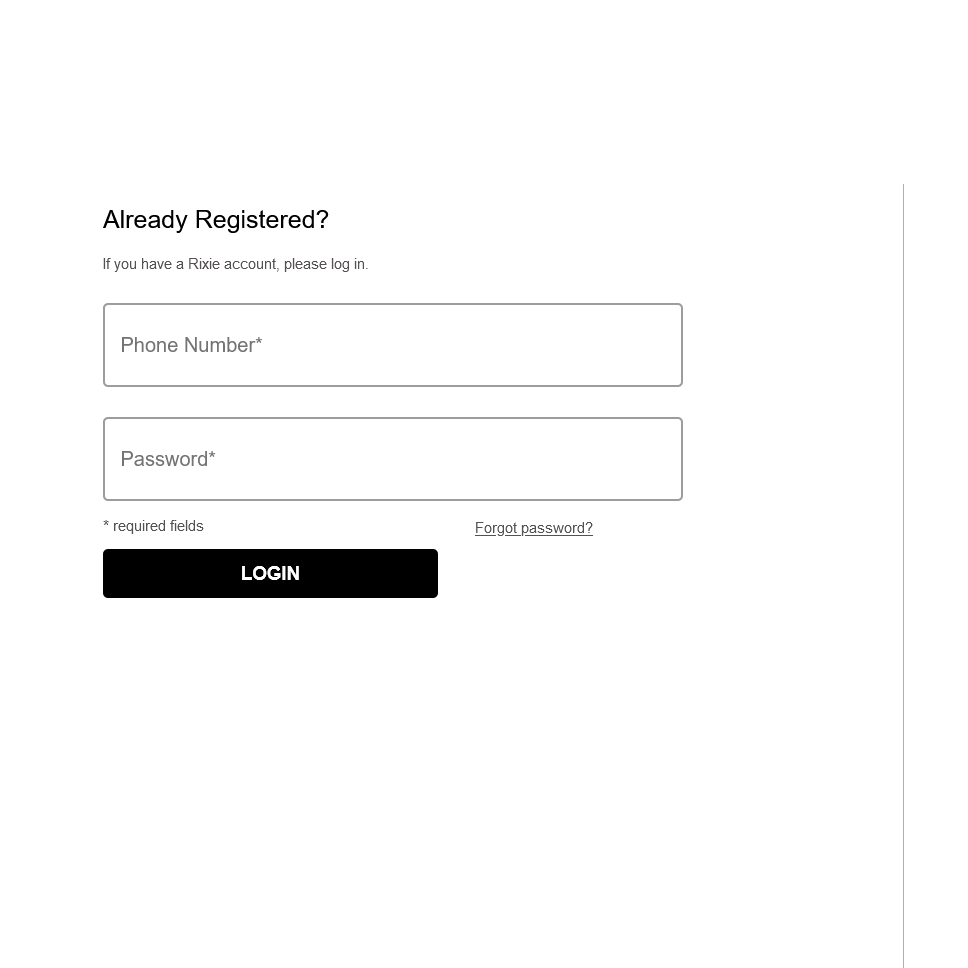 Already Registered?
If you have a Rixie account, please log in.
Phone Number*
Password*
* required fields
Forgot password?
LOGIN